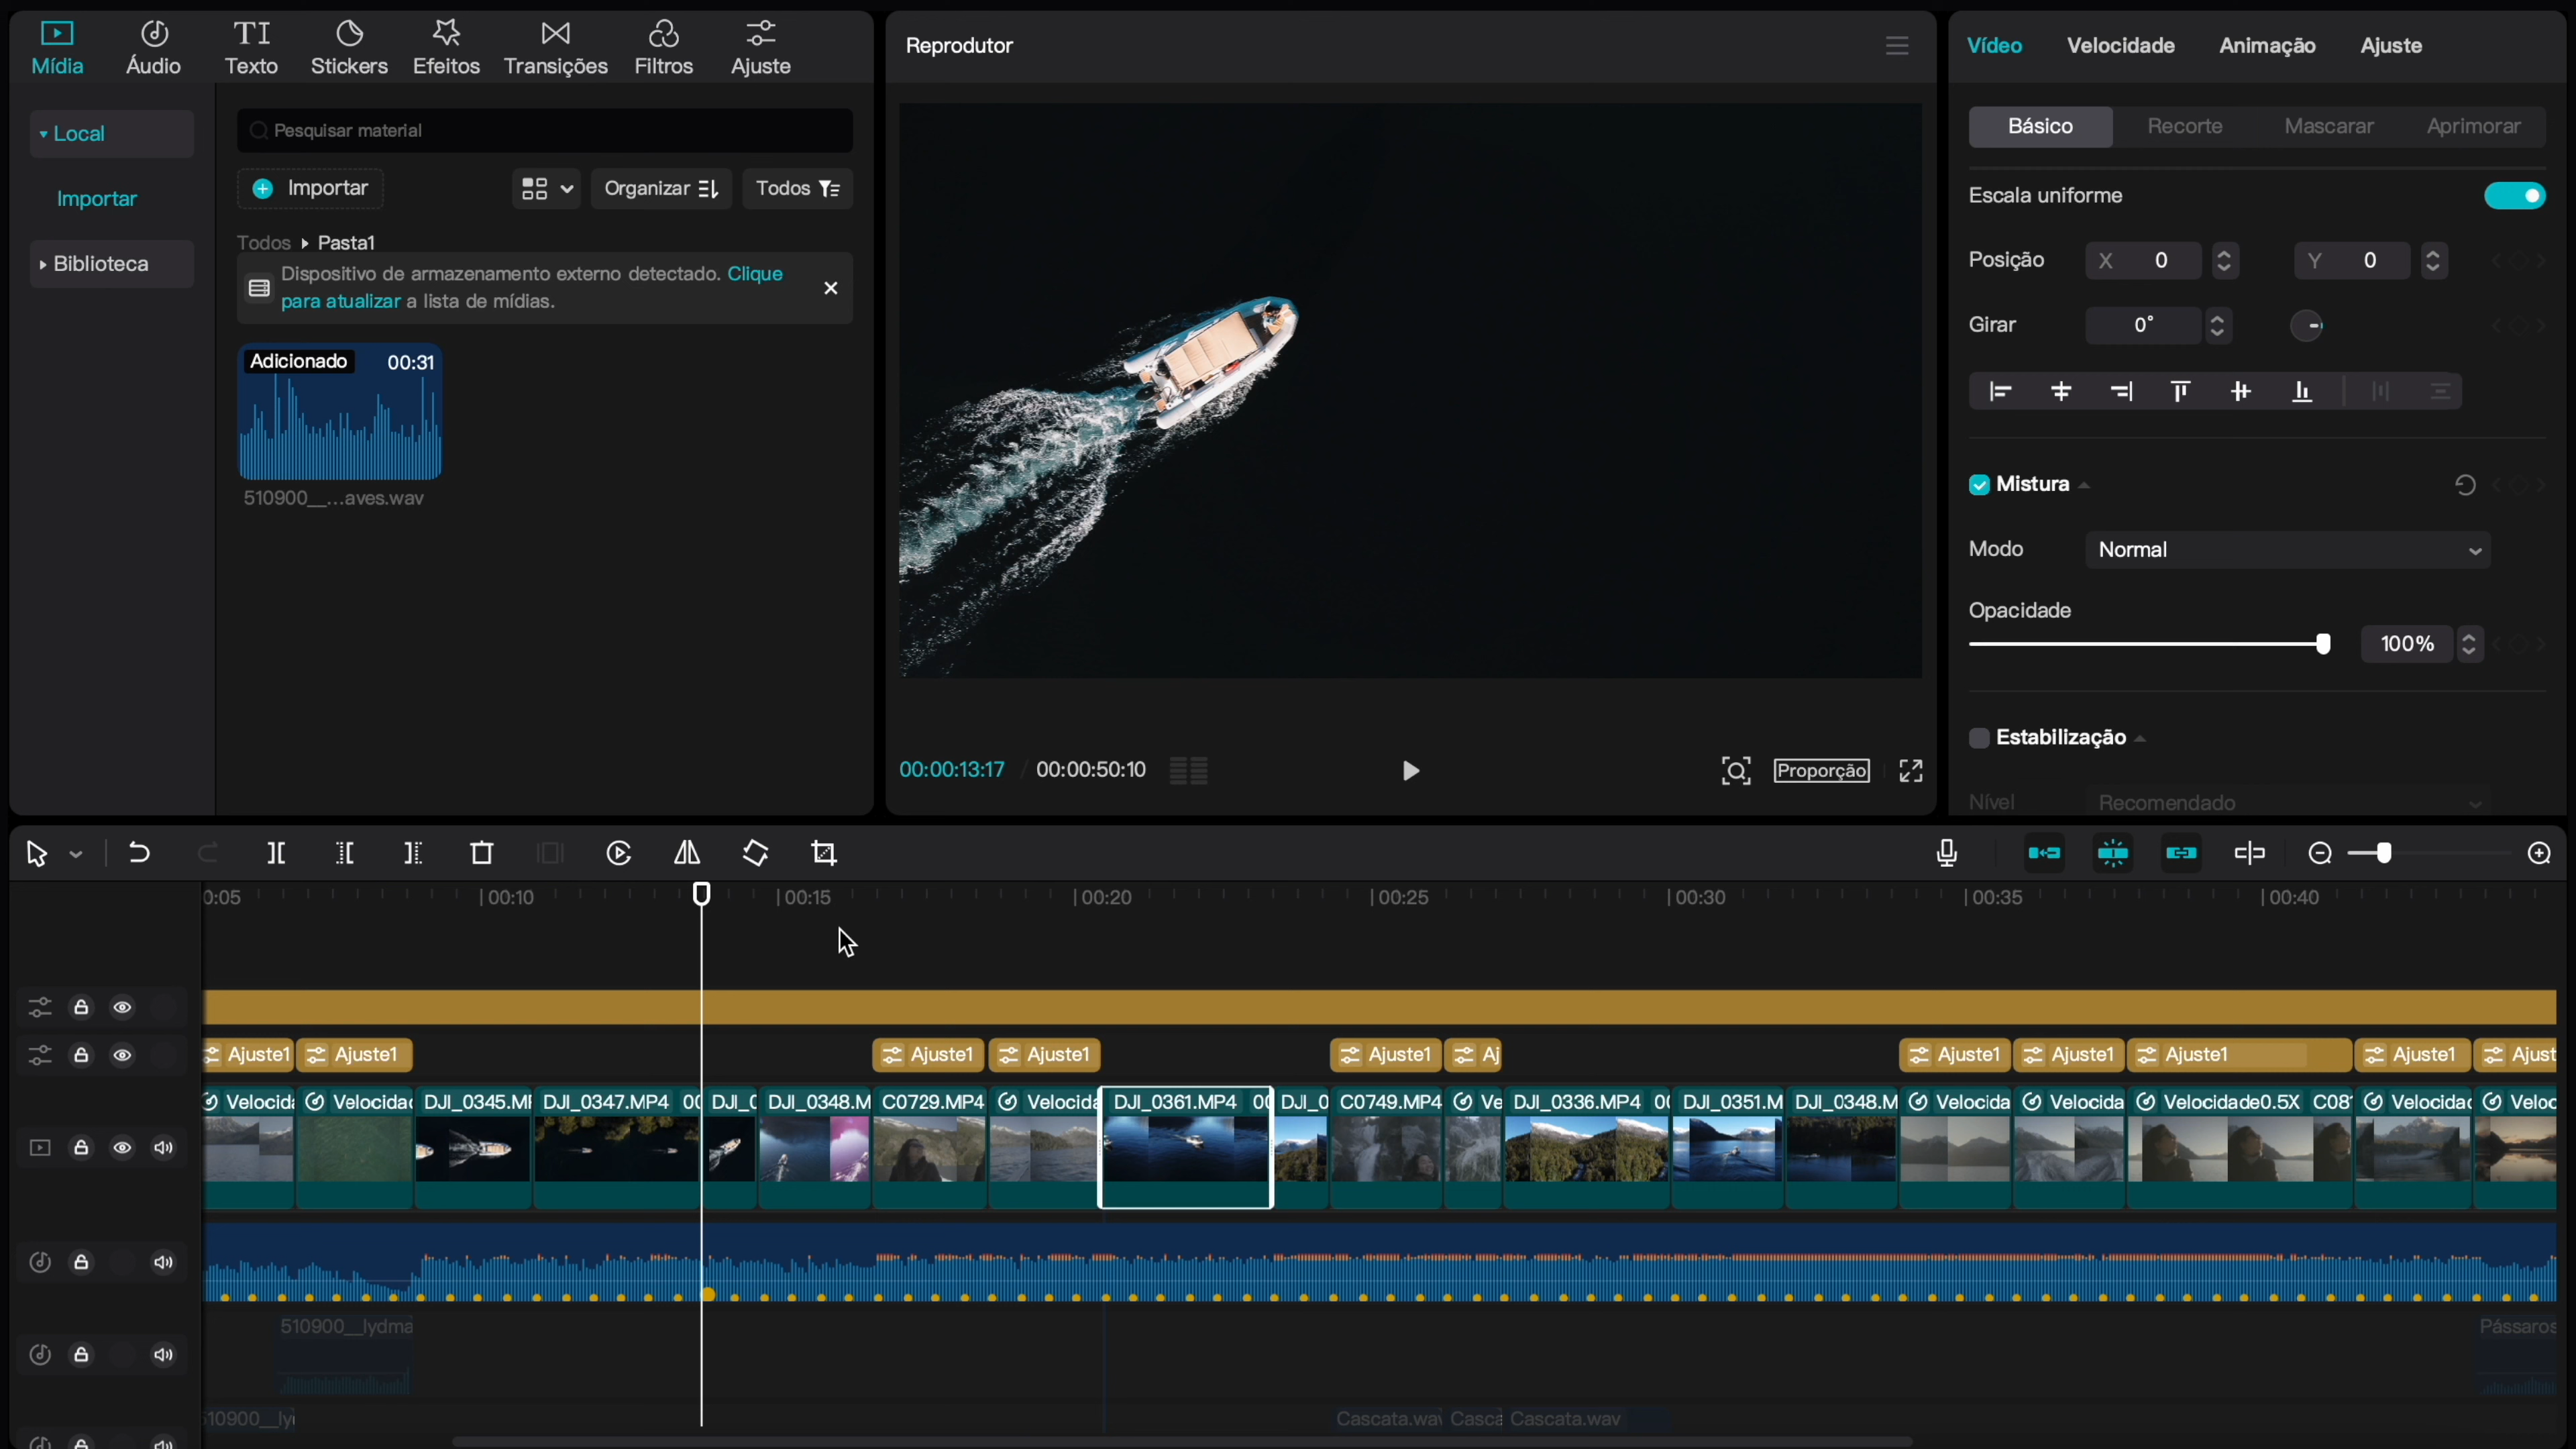 Mídia
Áudio
Texto
Stickers
Efeitos
Transições
Filtros
Ajuste
Local
Importar
Biblioteca
Pesquisar material
Importar
Organizar
Todos
Todos Pasta1
Dispositivo de armazenamento externo detectado. Clique
para atualizar a lista de mídias.
Adicionado 00:31
510900__...aves.wav
Reprodutor
00:00:13:17 / 00:00:50:10
Proporção
Vídeo
Velocidade
Animação
Ajuste
Básico
Recorte
Mascarar
Aprimorar
Escala uniforme
Posição X 0 Y 0
Girar 0°
Mistura
Modo Normal
Opacidade
100%
Estabilização
Nível Recomendado
0:05 00:10 00:15 00:20 00:25 00:30 00:35 00:40
Ajuste1 Ajuste1 Ajuste1 Ajuste1 Ajuste1 Aj Ajuste1 Ajuste1 Ajuste1 Ajuste1 Ajust
Velocida Velocidad DJI_0345.M DJI_0347.MP4 00 DJI_0 DJI_0348.M C0729.MP4 Velocida DJI_0361.MP4 00 DJI_0 C0749.MP4 Ve DJI_0336.MP4 00 DJI_0351.M DJI_0348.M Velocida Velocida Velocidade0.5X C08 Velocidad Veloc
510900__lydma
Pássaros
510900__ly
Cascata.wav Casca Cascata.wav